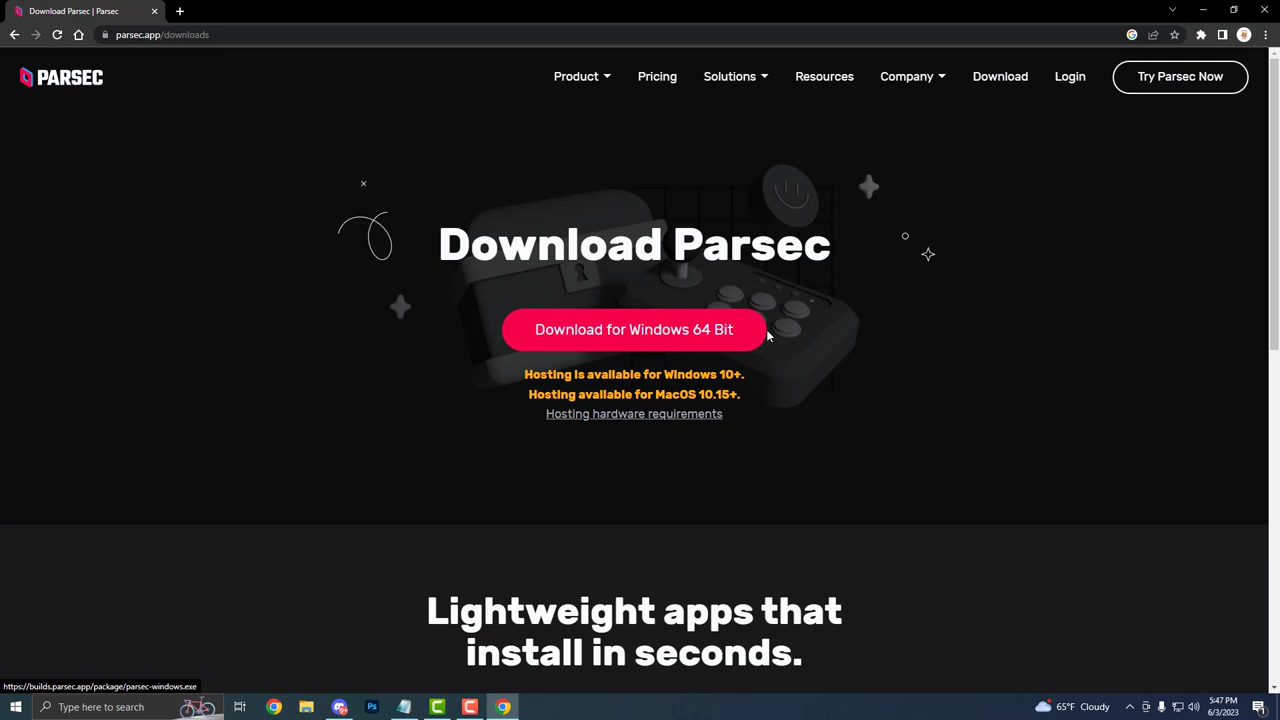 Download Parsec | Parsec
parsec.app/downloads
PARSEC
Product
Pricing
Solutions
Resources
Company
Download
Login
Try Parsec Now
Download Parsec
Download for Windows 64 Bit
Hosting is available for Windows 10+.
Hosting available for MacOS 10.15+.
Hosting hardware requirements
Lightweight apps that
install in seconds.
https://builds.parsec.app/package/parsec-windows.exe
Type here to search
65°F Cloudy
5:47 PM
6/3/2023